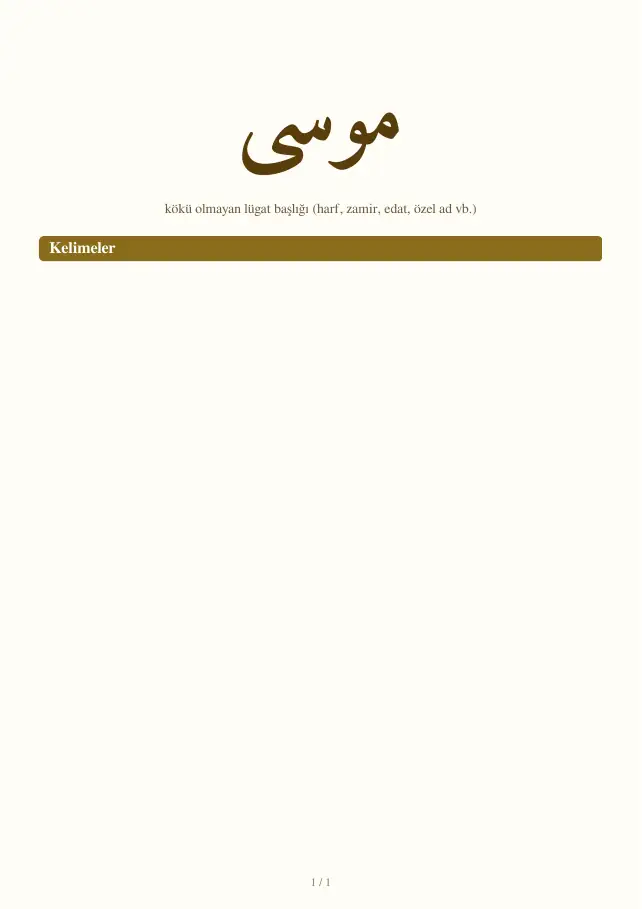 موسى
kökü olmayan lügat başlığı (harf, zamir, edat, özel ad vb.)
Kelimeler
1 / 1